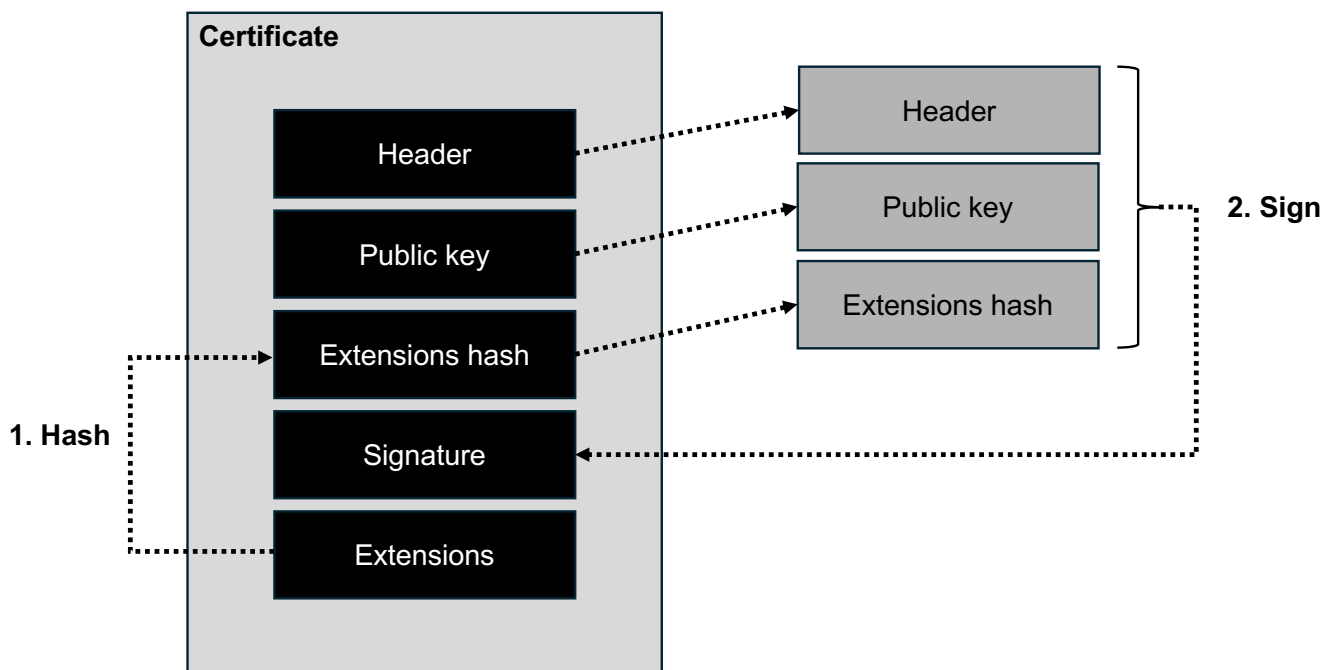 Certificate
Header
Public key
Extensions hash
Signature
Extensions
1. Hash
Header
Public key
Extensions hash
2. Sign